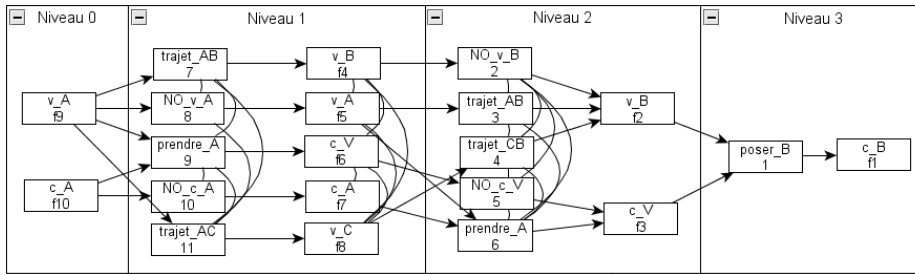 Niveau 0
v_A
f9
c_A
f10
Niveau 1
trajet_AB
7
NO_v_A
8
prendre_A
9
NO_c_A
10
trajet_AC
11
v_B
f4
v_A
f5
c_V
f6
c_A
f7
v_C
f8
Niveau 2
NO_v_B
2
trajet_AB
3
trajet_CB
4
NO_c_V
5
prendre_A
6
v_B
f2
c_V
f3
Niveau 3
poser_B
1
c_B
f1